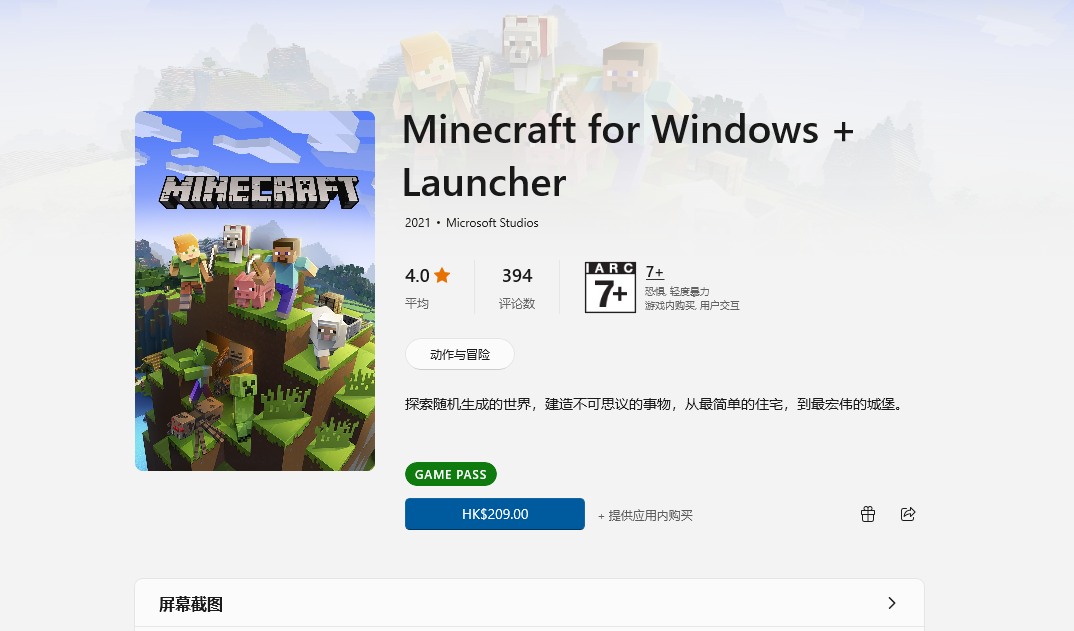 MINECRAFT
Minecraft for Windows +
Launcher
2021 • Microsoft Studios
4.0
394
平均
评论数
IARC
7+
7+
恐惧, 轻度暴力
游戏内购买, 用户交互
动作与冒险
探索随机生成的世界，建造不可思议的事物，从最简单的住宅，到最宏伟的城堡。
GAME PASS
HK$209.00
+ 提供应用内购买
屏幕截图